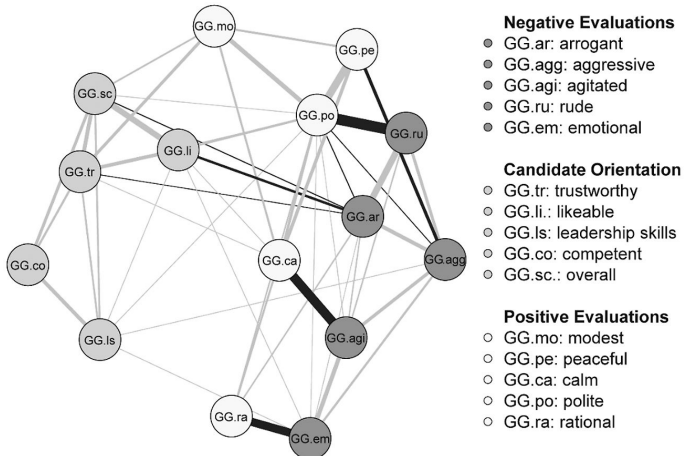 GG.mo
GG.pe
GG.sc
GG.po
GG.ru
GG.li
GG.tr
GG.ar
GG.ca
GG.agg
GG.co
GG.agi
GG.ls
GG.ra
GG.em
Negative Evaluations
GG.ar: arrogant
GG.agg: aggressive
GG.agi: agitated
GG.ru: rude
GG.em: emotional
Candidate Orientation
GG.tr: trustworthy
GG.li.: likeable
GG.ls: leadership skills
GG.co: competent
GG.sc.: overall
Positive Evaluations
GG.mo: modest
GG.pe: peaceful
GG.ca: calm
GG.po: polite
GG.ra: rational